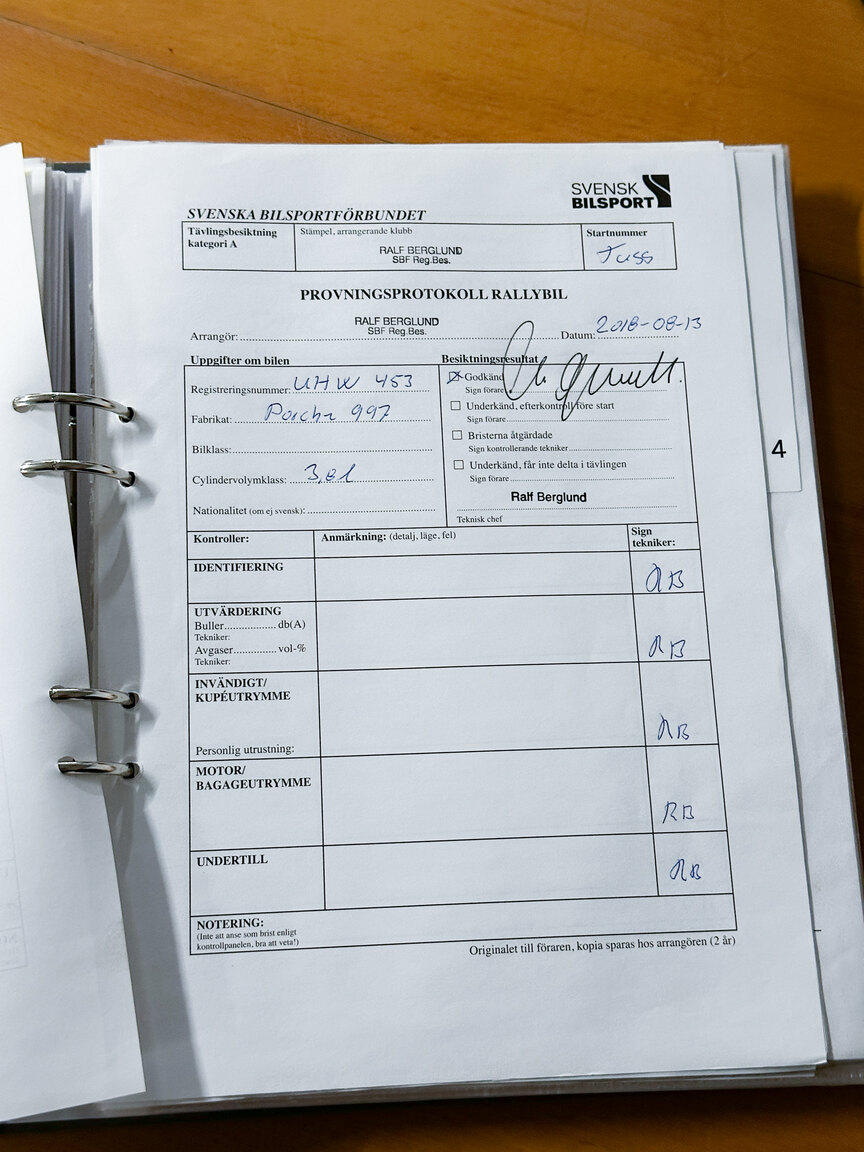 SVENSK
BILSPORT
SVENSKA BILSPORTFÖRBUNDET
Tävlingsbesiktning
kategori A
Stämpel, arrangerande klubb
RALF BERGLUND
SBF Reg.Bes.
Startnummer
Tuss
PROVNINGSPROTOKOLL RALLYBIL
RALF BERGLUND
SBF Reg.Bes.
Arrangör: Datum: 2018-08-13
Uppgifter om bilen
Registreringsnummer: UHW 453
Fabrikat: Porche 997
Bilklass:
Cylindervolymklass: 3,8l
Nationalitet (om ej svensk):
Besiktningsresultat
Godkänd
Sign förare
Underkänd, efterkontroll före start
Sign förare
Bristerna åtgärdade
Sign kontrollerande tekniker
Underkänd, får inte delta i tävlingen
Sign förare
Ralf Berglund
Teknisk chef
Kontroller: Anmärkning: (detalj, läge, fel) Sign
tekniker:
IDENTIFIERING RB
UTVÄRDERING
Buller................... db(A)
Tekniker:
Avgaser............... vol-%
Tekniker:
RB
INVÄNDIGT/
KUPÉUTRYMME
Personlig utrustning:
RB
MOTOR/
BAGAGEUTRYMME
RB
UNDERTILL RB
NOTERING:
(Inte att anse som brist enligt
kontrollpanelen, bra att veta!)
Originalet till föraren, kopia sparas hos arrangören (2 år)
4